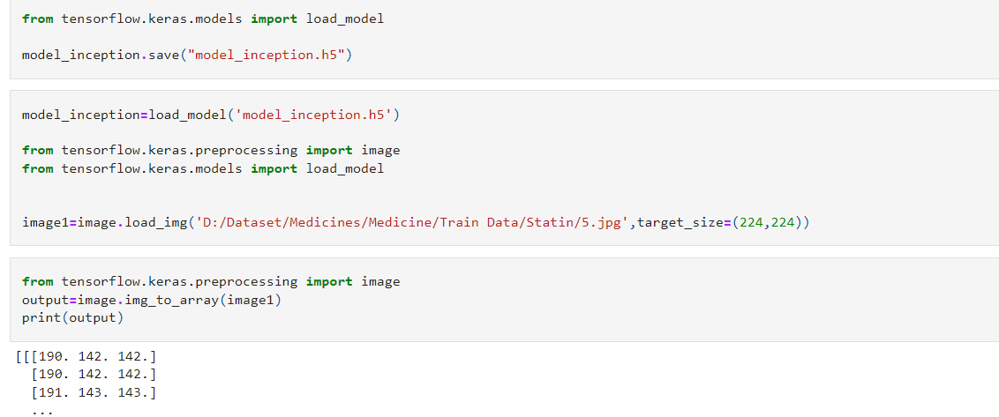 from tensorflow.keras.models import load_model
model_inception.save("model_inception.h5")
model_inception=load_model('model_inception.h5')
from tensorflow.keras.preprocessing import image
from tensorflow.keras.models import load_model
image1=image.load_img('D:/Dataset/Medicines/Medicine/Train Data/Statin/5.jpg',target_size=(224,224))
from tensorflow.keras.preprocessing import image
output=image.img_to_array(image1)
print(output)
[[[190. 142. 142.]
[190. 142. 142.]
[191. 143. 143.]
...